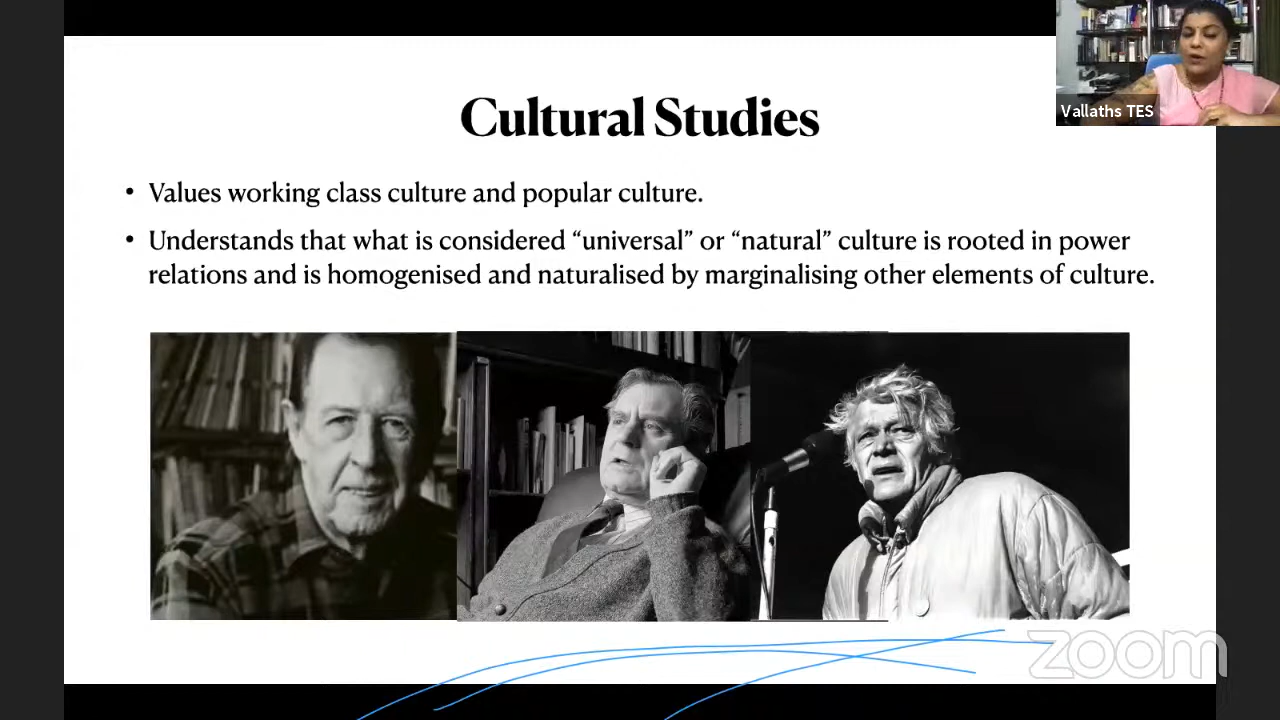 Vallaths TES
Cultural Studies
• Values working class culture and popular culture.
• Understands that what is considered “universal” or “natural” culture is rooted in power
relations and is homogenised and naturalised by marginalising other elements of culture.
zoom